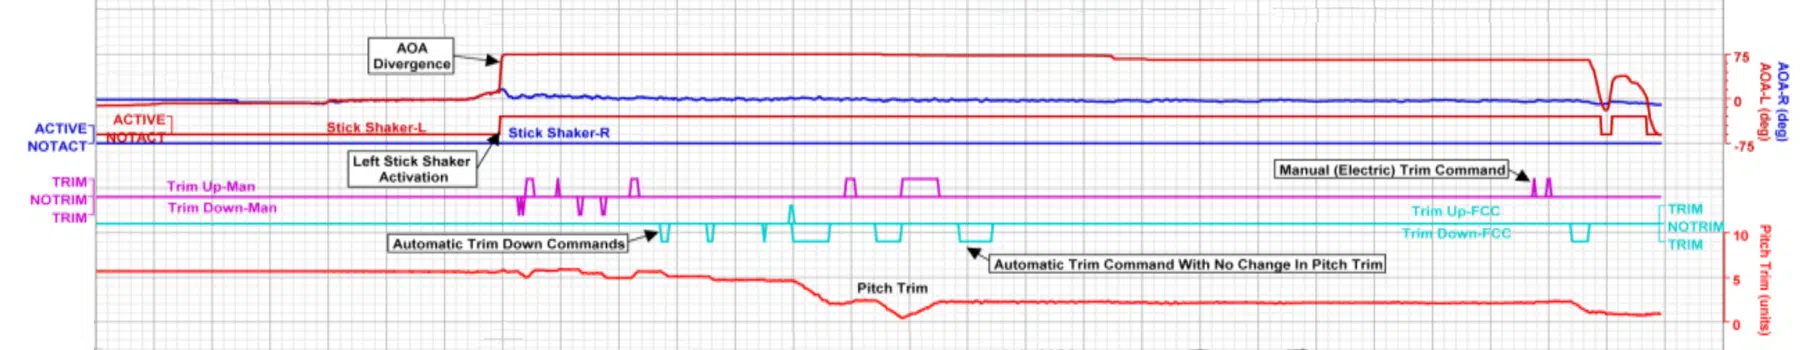 AOA
Divergence
75
0
-75
AOA-L (deg)
AOA-R (deg)
ACTIVE
NOTACT
ACTIVE
NOTACT
Stick Shaker-L
Stick Shaker-R
Left Stick Shaker
Activation
Manual (Electric) Trim Command
TRIM
NOTRIM
TRIM
Trim Up-Man
Trim Down-Man
Trim Up-FCC
Trim Down-FCC
TRIM
NOTRIM
TRIM
Automatic Trim Down Commands
Automatic Trim Command With No Change In Pitch Trim
Pitch Trim
10
5
0
Pitch Trim (units)